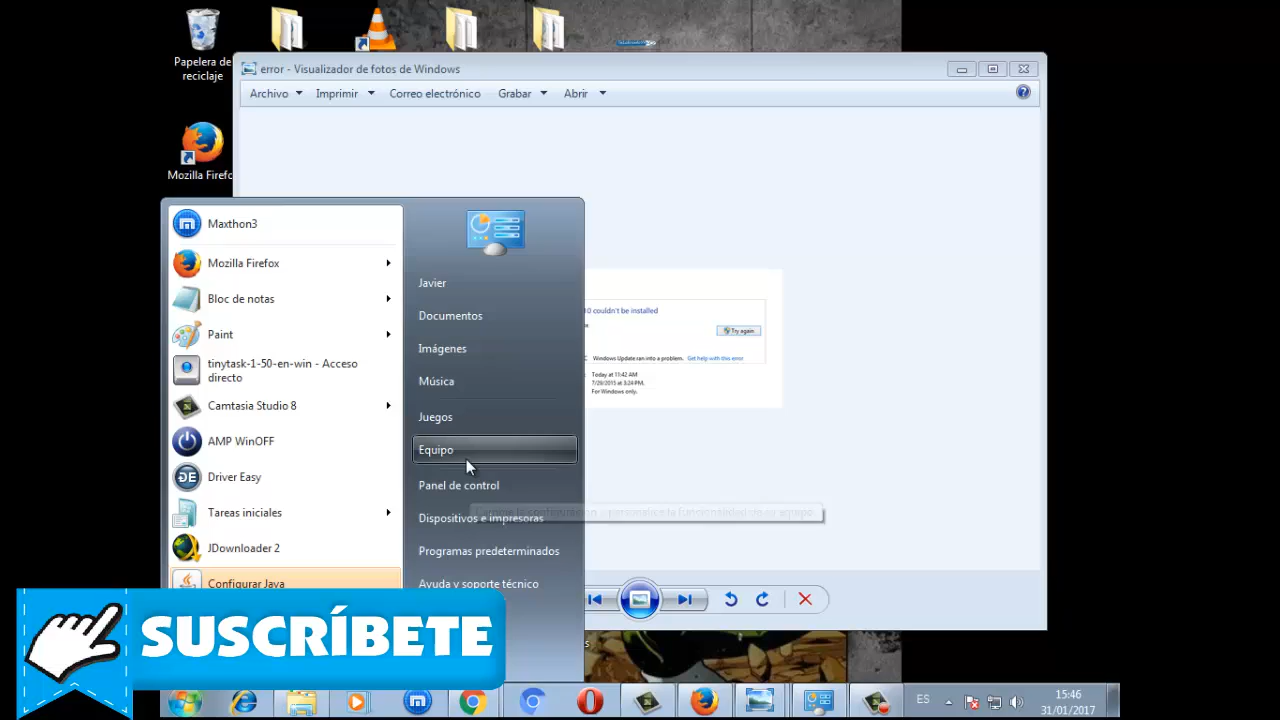 Papelera de
reciclaje
error - Visualizador de fotos de Windows
Archivo Imprimir Correo electrónico Grabar Abrir
Mozilla Firefo
Maxthon3
Mozilla Firefox
Bloc de notas
Paint
tinytask-1-50-en-win - Acceso
directo
Camtasia Studio 8
AMP WinOFF
DE
Driver Easy
Tareas iniciales
JDownloader 2
Configurar Java
Javier
Documentos
Imágenes
Música
Juegos
Equipo
Panel de control
Dispositivos e impresoras
Programas predeterminados
Ayuda y soporte técnico
0 couldn't be installed
Try again
Windows Update ran into a problem. Get help with this error
Today at 11:42 AM
7/29/2015 at 3:24 PM,
For Windows only.
SUSCRÍBETE
ES
15:46
31/01/2017